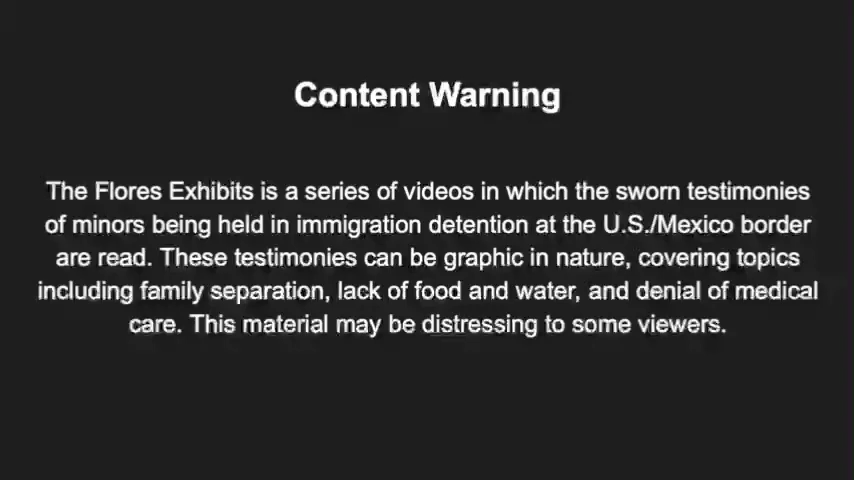 Content Warning
The Flores Exhibits is a series of videos in which the sworn testimonies
of minors being held in immigration detention at the U.S./Mexico border
are read. These testimonies can be graphic in nature, covering topics
including family separation, lack of food and water, and denial of medical
care. This material may be distressing to some viewers.